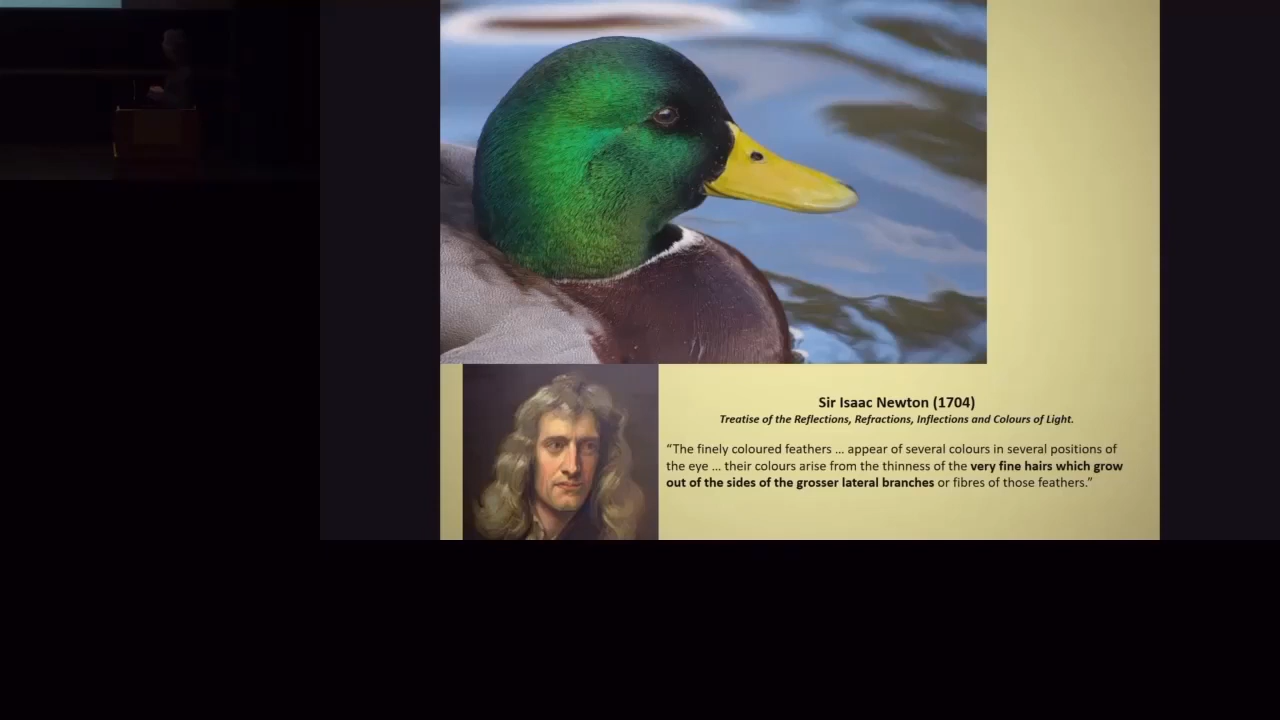 Sir Isaac Newton (1704)
Treatise of the Reflections, Refractions, Inflections and Colours of Light.
“The finely coloured feathers ... appear of several colours in several positions of
the eye ... their colours arise from the thinness of the very fine hairs which grow
out of the sides of the grosser lateral branches or fibres of those feathers.”